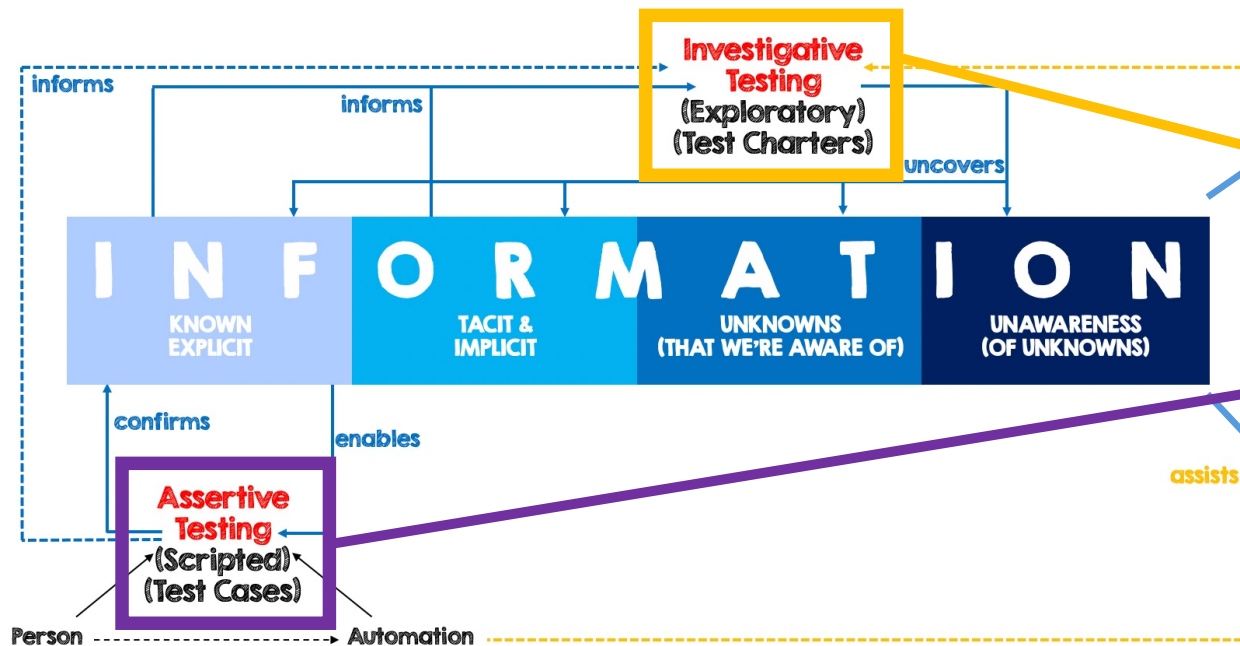 Investigative
Testing
(Exploratory)
(Test Charters)
informs
informs
uncovers
INFORMATION
KNOWN
EXPLICIT
TACIT &
IMPLICIT
UNKNOWNS
(THAT WE'RE AWARE OF)
UNAWARENESS
(OF UNKNOWNS)
confirms
enables
assists
Assertive
Testing
(Scripted)
(Test Cases)
Person
Automation